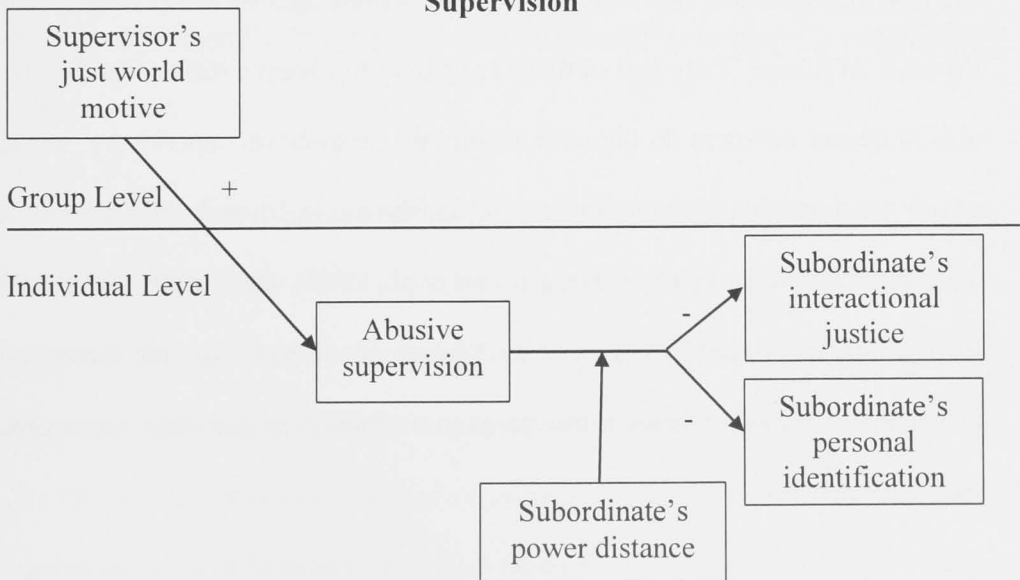 Supervision
Supervisor's
just world
motive
+
Group Level
Individual Level
Subordinate's
interactional
justice
-
Abusive
supervision
Subordinate's
personal
identification
-
Subordinate's
power distance